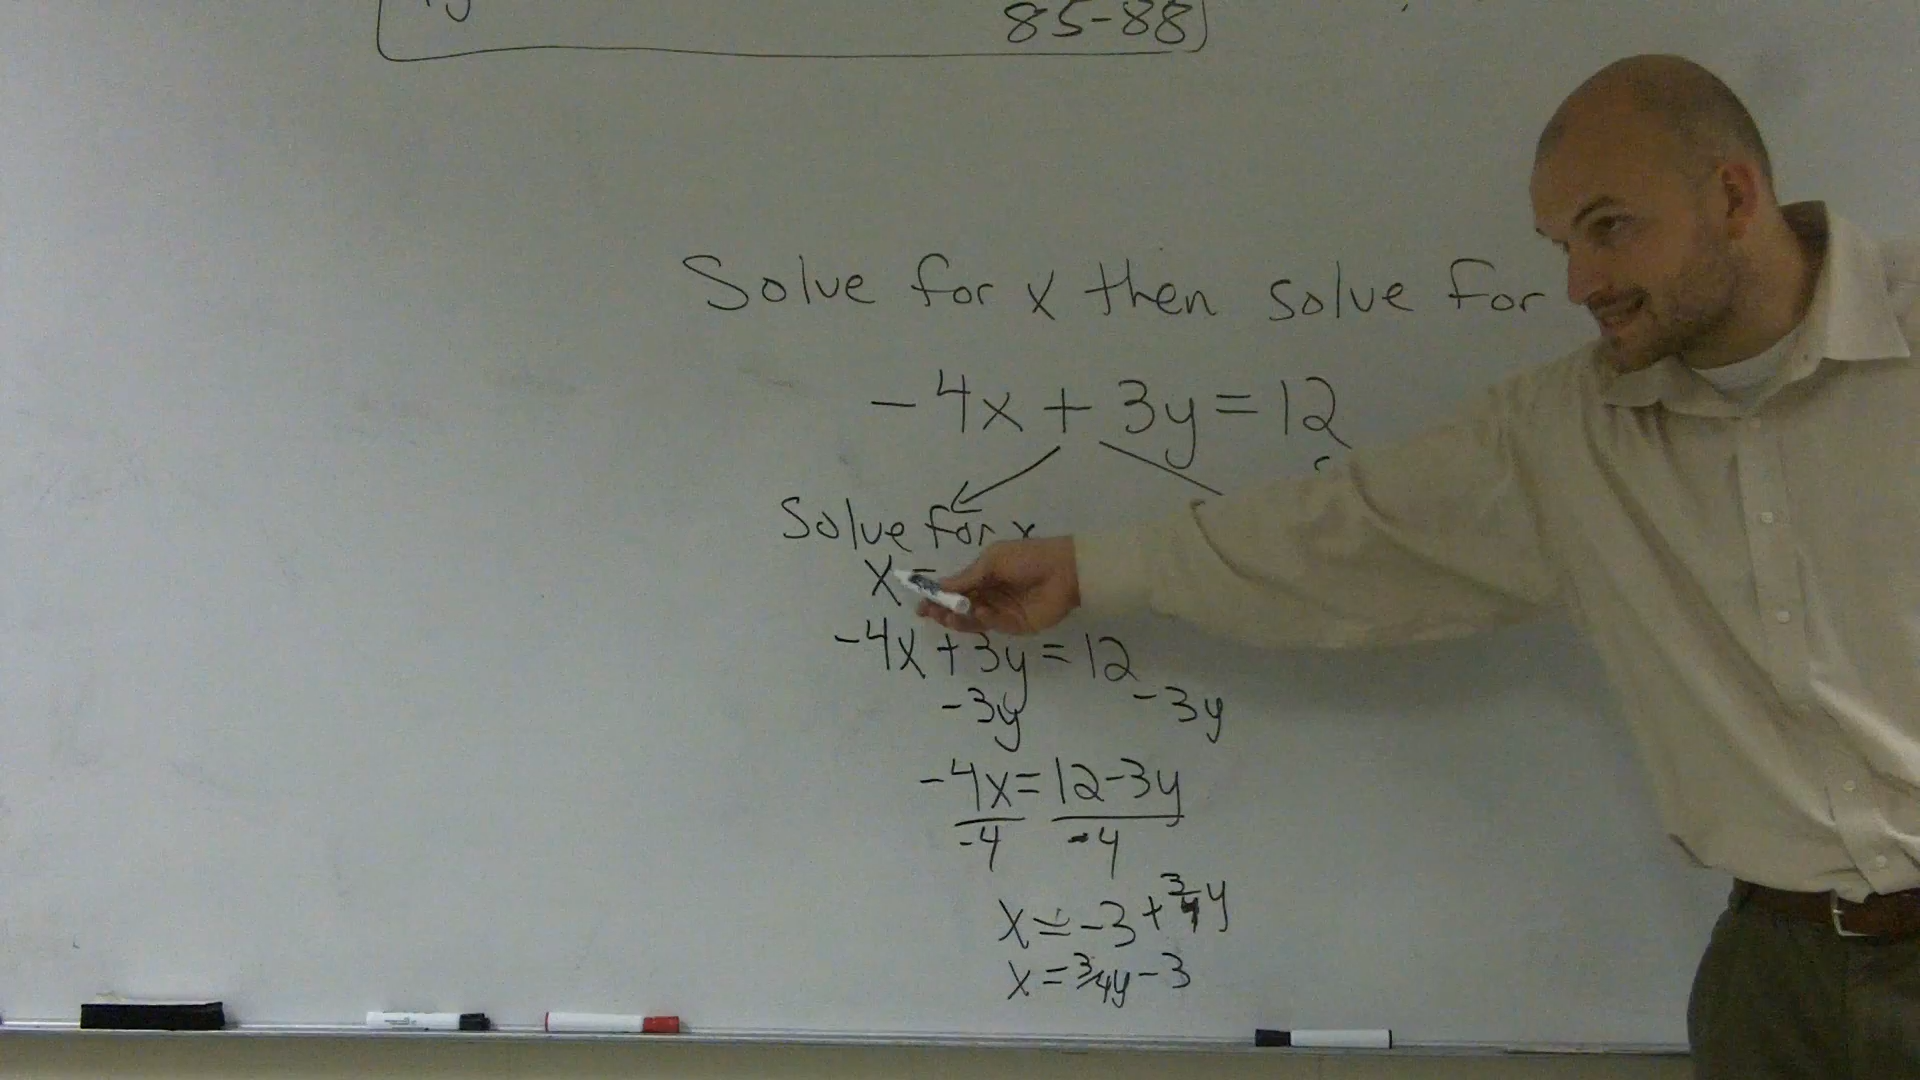 85-88
Solve for x then solve for
-4x + 3y = 12
Solve for x
x =
-4x + 3y = 12
-3y -3y
-4x = 12 - 3y
-4 -4
x = -3 + 3/4 y
x = 3/4y - 3